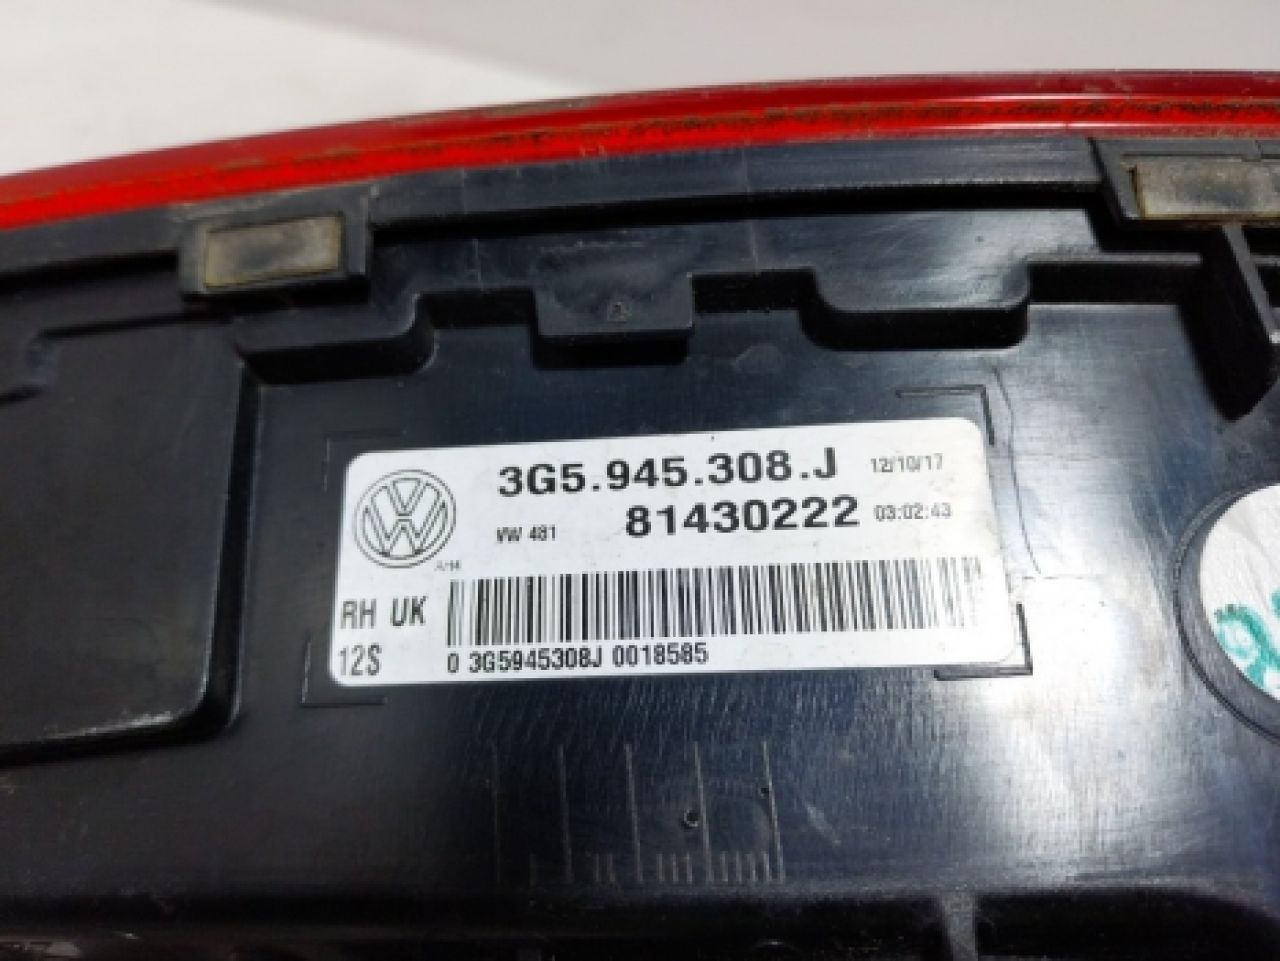 3G5.945.308.J 12/10/17
VW 481 81430222 03:02:43
RH UK
12S 0 3G5945308J 0018585